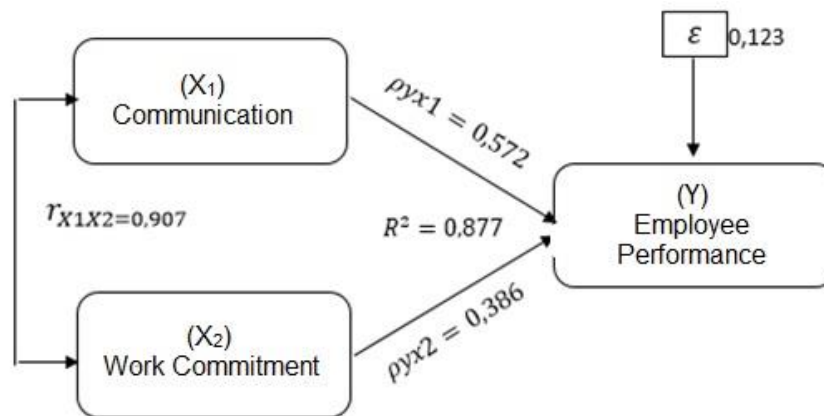 ε 0,123
(X₁)
Communication
ρyx1 = 0,572
(Y)
Employee
Performance
r_{X1X2=0,907}
R² = 0,877
(X₂)
Work Commitment
ρyx2 = 0,386